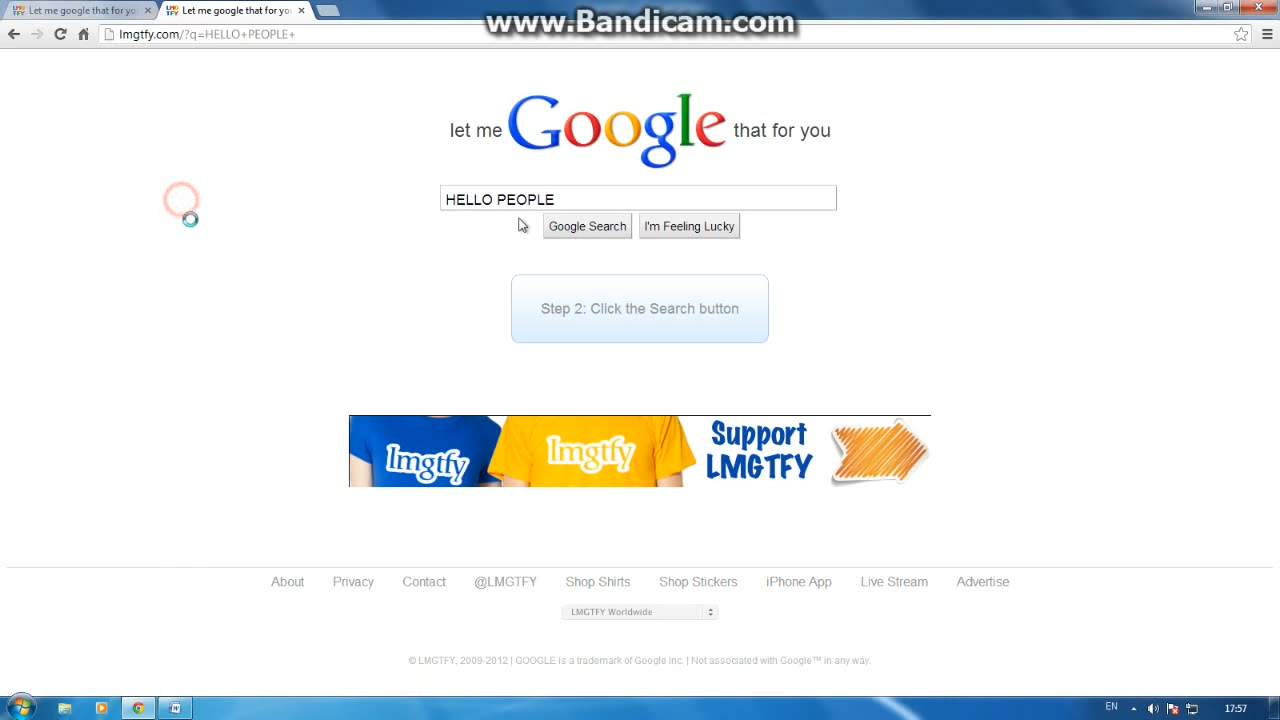 Let me google that for you
Let me google that for you
www.Bandicam.com
lmgtfy.com/?q=HELLO+PEOPLE+
let me Google that for you
HELLO PEOPLE
Google Search
I'm Feeling Lucky
Step 2: Click the Search button
lmgtfy
lmgtfy
Support
LMGTFY
About Privacy Contact @LMGTFY Shop Shirts Shop Stickers iPhone App Live Stream Advertise
LMGTFY Worldwide
© LMGTFY, 2009-2012 | GOOGLE is a trademark of Google Inc. | Not associated with Google™ in any way.
EN
17:57